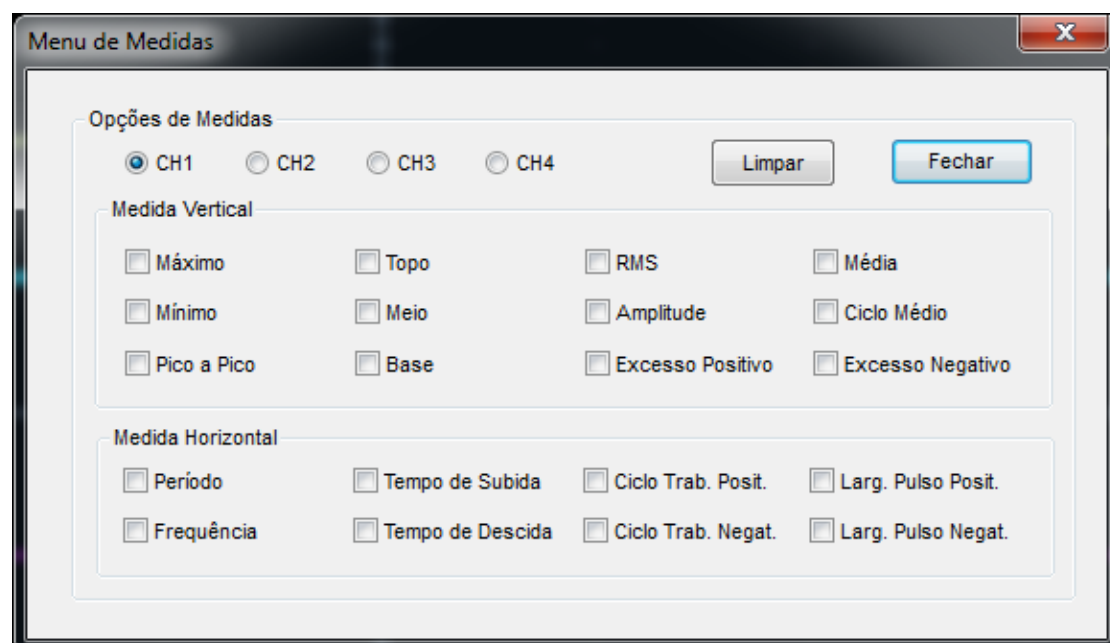 Menu de Medidas
Opções de Medidas
CH1 CH2 CH3 CH4 Limpar Fechar
Medida Vertical
Máximo Topo RMS Média
Mínimo Meio Amplitude Ciclo Médio
Pico a Pico Base Excesso Positivo Excesso Negativo
Medida Horizontal
Período Tempo de Subida Ciclo Trab. Posit. Larg. Pulso Posit.
Frequência Tempo de Descida Ciclo Trab. Negat. Larg. Pulso Negat.